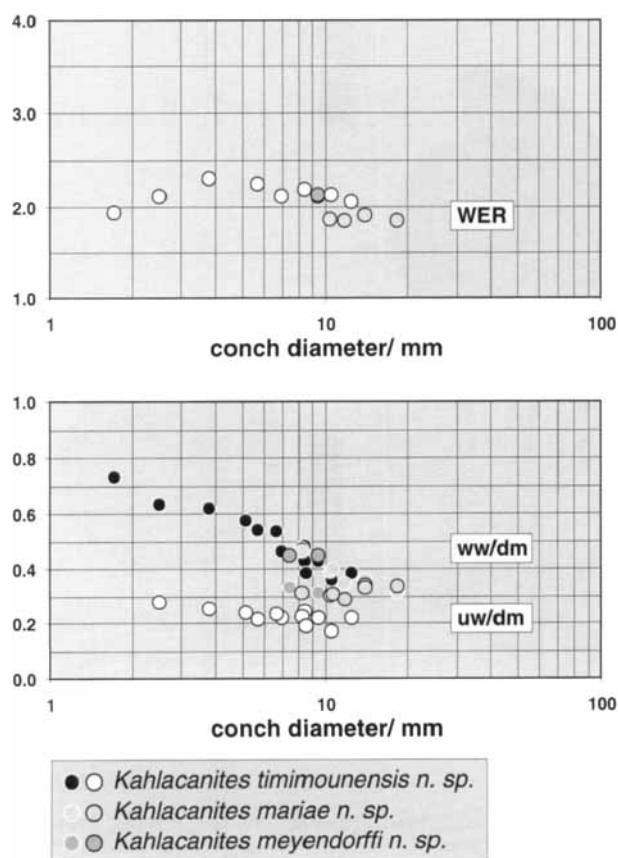 4.0
3.0
2.0
WER
1.0
1 10 100
conch diameter/ mm
1.0
0.8
0.6
ww/dm
0.4
uw/dm
0.2
0.0
1 10 100
conch diameter/ mm
Kahlacanites timimounensis n. sp.
Kahlacanites mariae n. sp.
Kahlacanites meyendorffi n. sp.